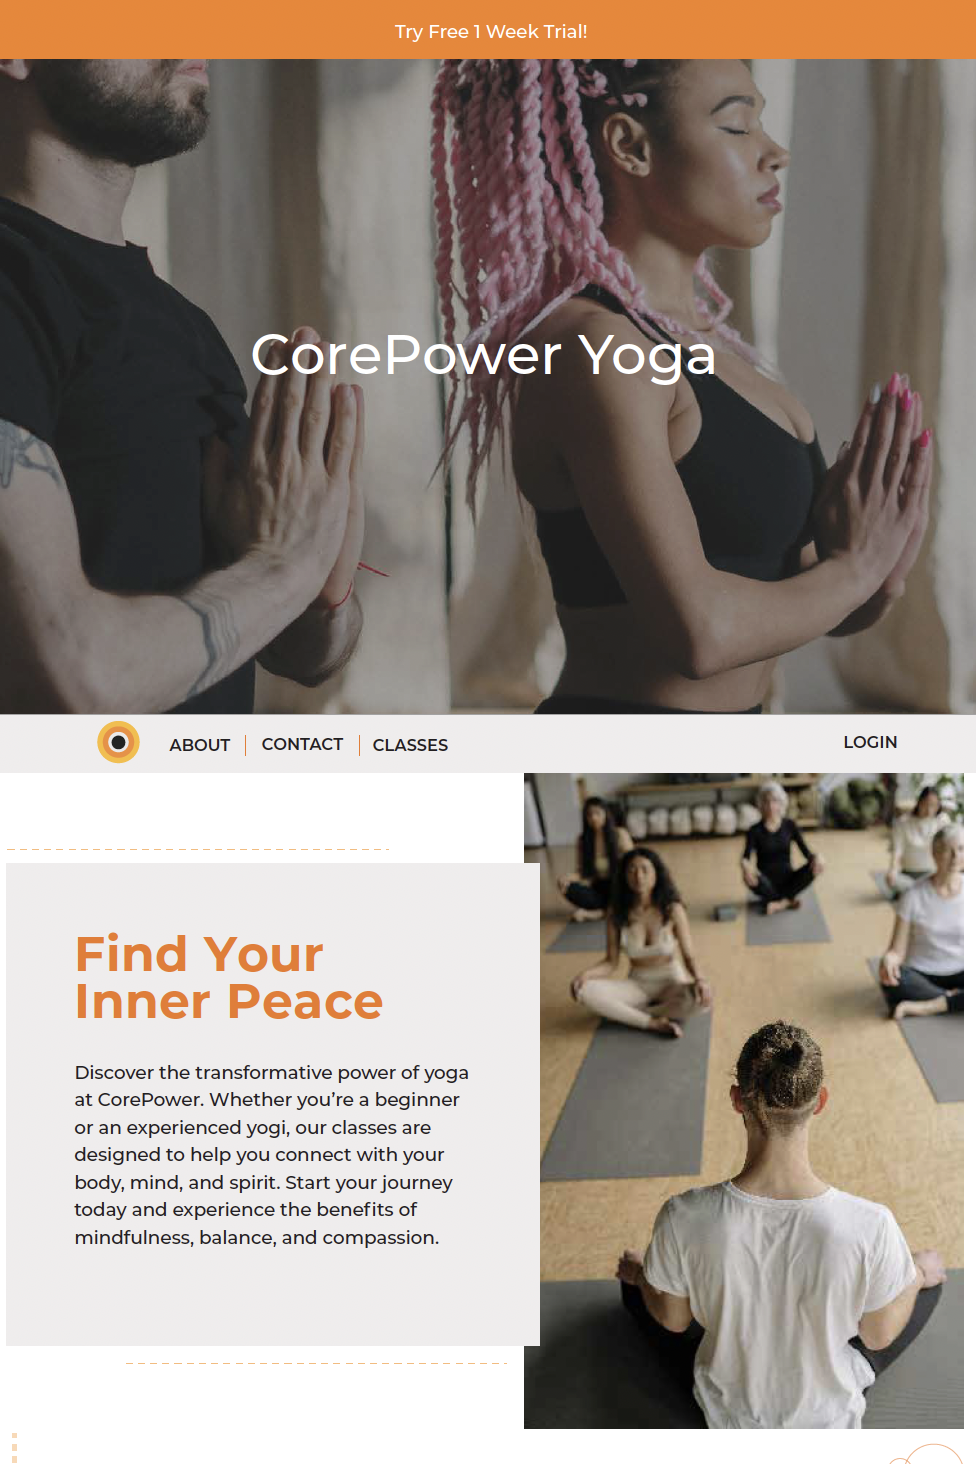 Try Free 1 Week Trial!
CorePower Yoga
ABOUT
CONTACT
CLASSES
LOGIN
Find Your
Inner Peace
Discover the transformative power of yoga
at CorePower. Whether you’re a beginner
or an experienced yogi, our classes are
designed to help you connect with your
body, mind, and spirit. Start your journey
today and experience the benefits of
mindfulness, balance, and compassion.